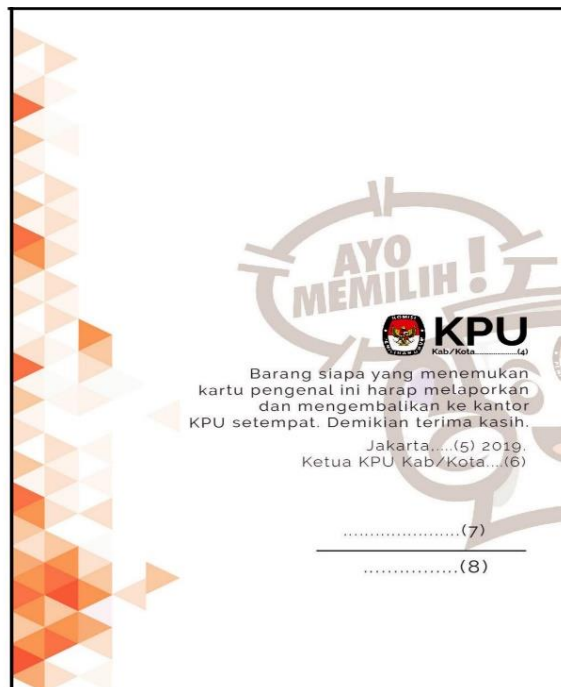 AYO
MEMILIH!
KPU
Kab/Kota....................(4)
Barang siapa yang menemukan
kartu pengenal ini harap melaporkan
dan mengembalikan ke kantor
KPU setempat. Demikian terima kasih.
Jakarta.....(5) 2019.
Ketua KPU Kab/Kota....(6)
......................(7)
................(8)